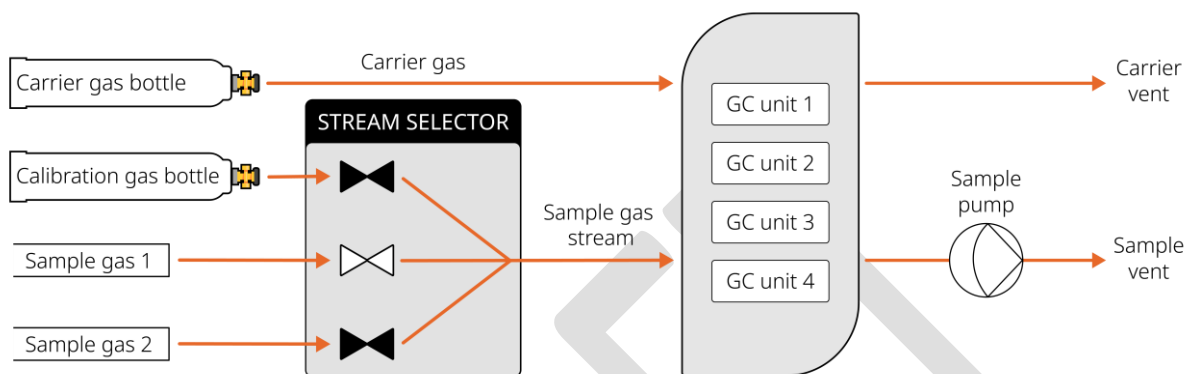 Carrier gas bottle
Carrier gas
Carrier
vent
STREAM SELECTOR
GC unit 1
Calibration gas bottle
GC unit 2
Sample
pump
Sample gas
stream
GC unit 3
Sample gas 1
Sample
vent
GC unit 4
Sample gas 2